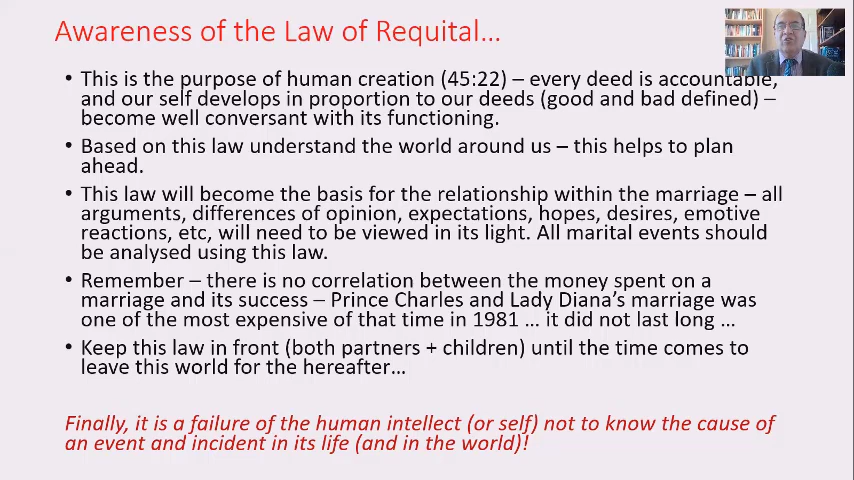 Awareness of the Law of Requital…
• This is the purpose of human creation (45:22) – every deed is accountable,
and our self develops in proportion to our deeds (good and bad defined) –
become well conversant with its functioning.
• Based on this law understand the world around us – this helps to plan
ahead.
• This law will become the basis for the relationship within the marriage – all
arguments, differences of opinion, expectations, hopes, desires, emotive
reactions, etc, will need to be viewed in its light. All marital events should
be analysed using this law.
• Remember – there is no correlation between the money spent on a
marriage and its success – Prince Charles and Lady Diana's marriage was
one of the most expensive of that time in 1981 … it did not last long …
• Keep this law in front (both partners + children) until the time comes to
leave this world for the hereafter…
Finally, it is a failure of the human intellect (or self) not to know the cause of
an event and incident in its life (and in the world)!